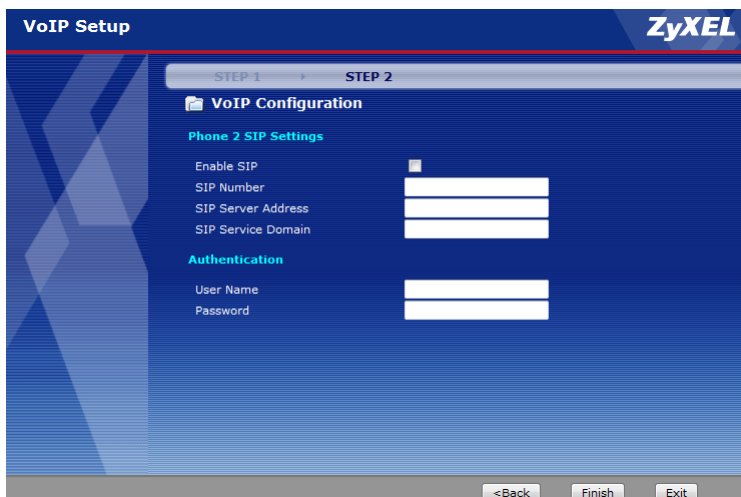 VoIP Setup
ZyXEL
STEP 1 STEP 2
VoIP Configuration
Phone 2 SIP Settings
Enable SIP
SIP Number
SIP Server Address
SIP Service Domain
Authentication
User Name
Password
<Back Finish Exit